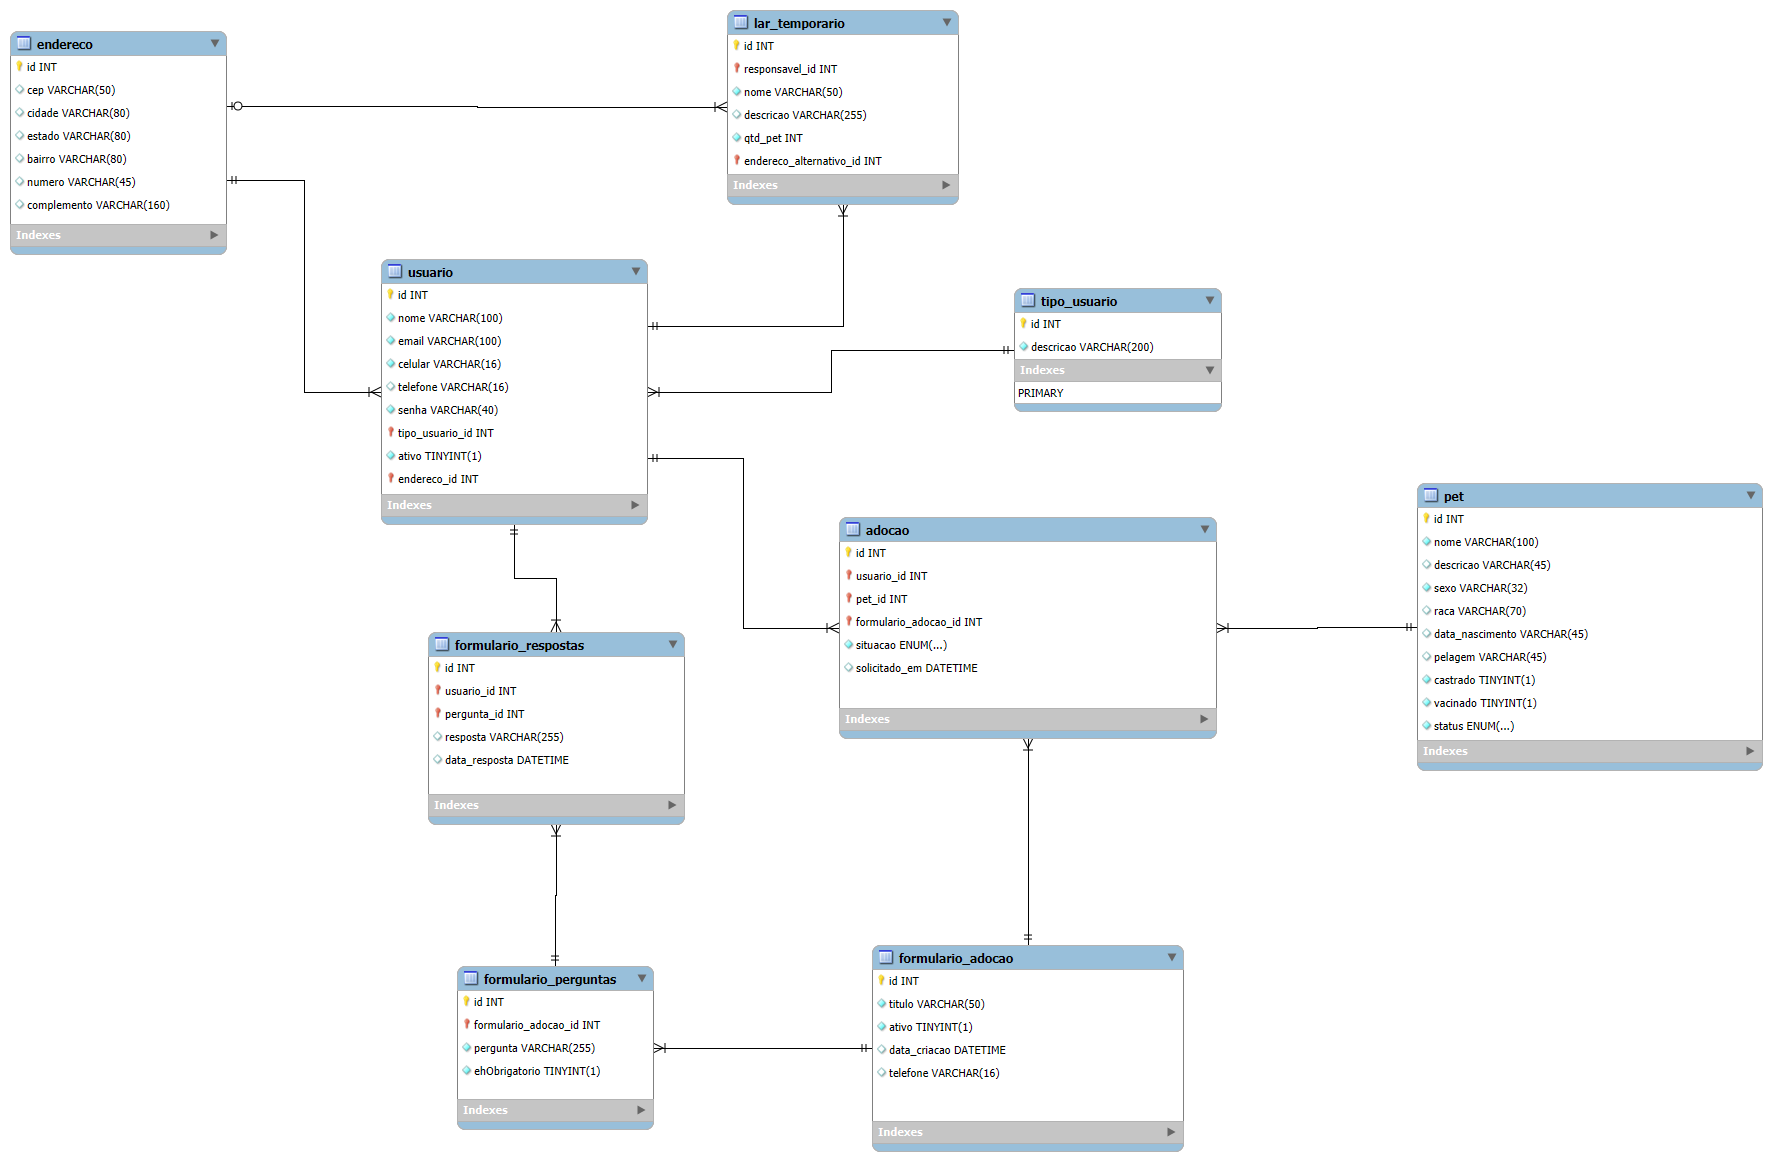 endereco
id INT
cep VARCHAR(50)
cidade VARCHAR(80)
estado VARCHAR(80)
bairro VARCHAR(80)
numero VARCHAR(45)
complemento VARCHAR(160)
Indexes
lar_temporario
id INT
responsavel_id INT
nome VARCHAR(50)
descricao VARCHAR(255)
qtd_pet INT
endereco_alternativo_id INT
Indexes
usuario
id INT
nome VARCHAR(100)
email VARCHAR(100)
celular VARCHAR(16)
telefone VARCHAR(16)
senha VARCHAR(40)
tipo_usuario_id INT
ativo TINYINT(1)
endereco_id INT
Indexes
tipo_usuario
id INT
descricao VARCHAR(200)
Indexes
PRIMARY
adocao
id INT
usuario_id INT
pet_id INT
formulario_adocao_id INT
situacao ENUM(...)
solicitado_em DATETIME
Indexes
pet
id INT
nome VARCHAR(100)
descricao VARCHAR(45)
sexo VARCHAR(32)
raca VARCHAR(70)
data_nascimento VARCHAR(45)
pelagem VARCHAR(45)
castrado TINYINT(1)
vacinado TINYINT(1)
status ENUM(...)
Indexes
formulario_respostas
id INT
usuario_id INT
pergunta_id INT
resposta VARCHAR(255)
data_resposta DATETIME
Indexes
formulario_perguntas
id INT
formulario_adocao_id INT
pergunta VARCHAR(255)
ehObrigatorio TINYINT(1)
Indexes
formulario_adocao
id INT
titulo VARCHAR(50)
ativo TINYINT(1)
data_criacao DATETIME
telefone VARCHAR(16)
Indexes